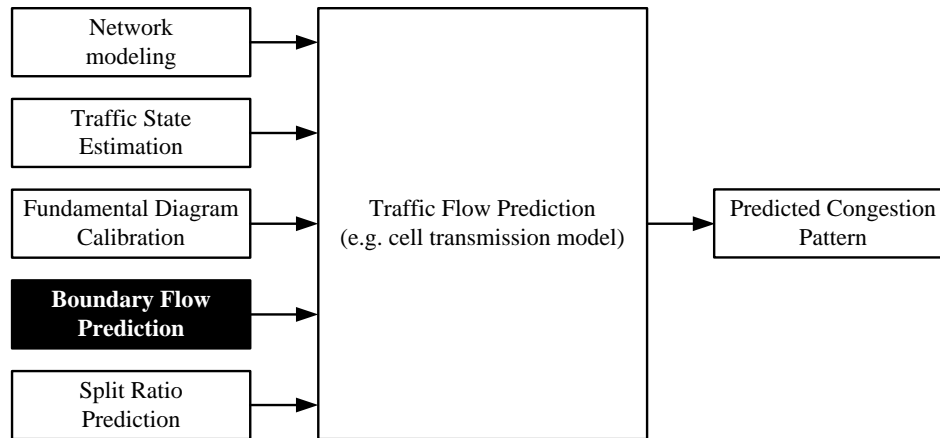 Network
modeling
Traffic State
Estimation
Fundamental Diagram
Calibration
Boundary Flow
Prediction
Split Ratio
Prediction
Traffic Flow Prediction
(e.g. cell transmission model)
Predicted Congestion
Pattern